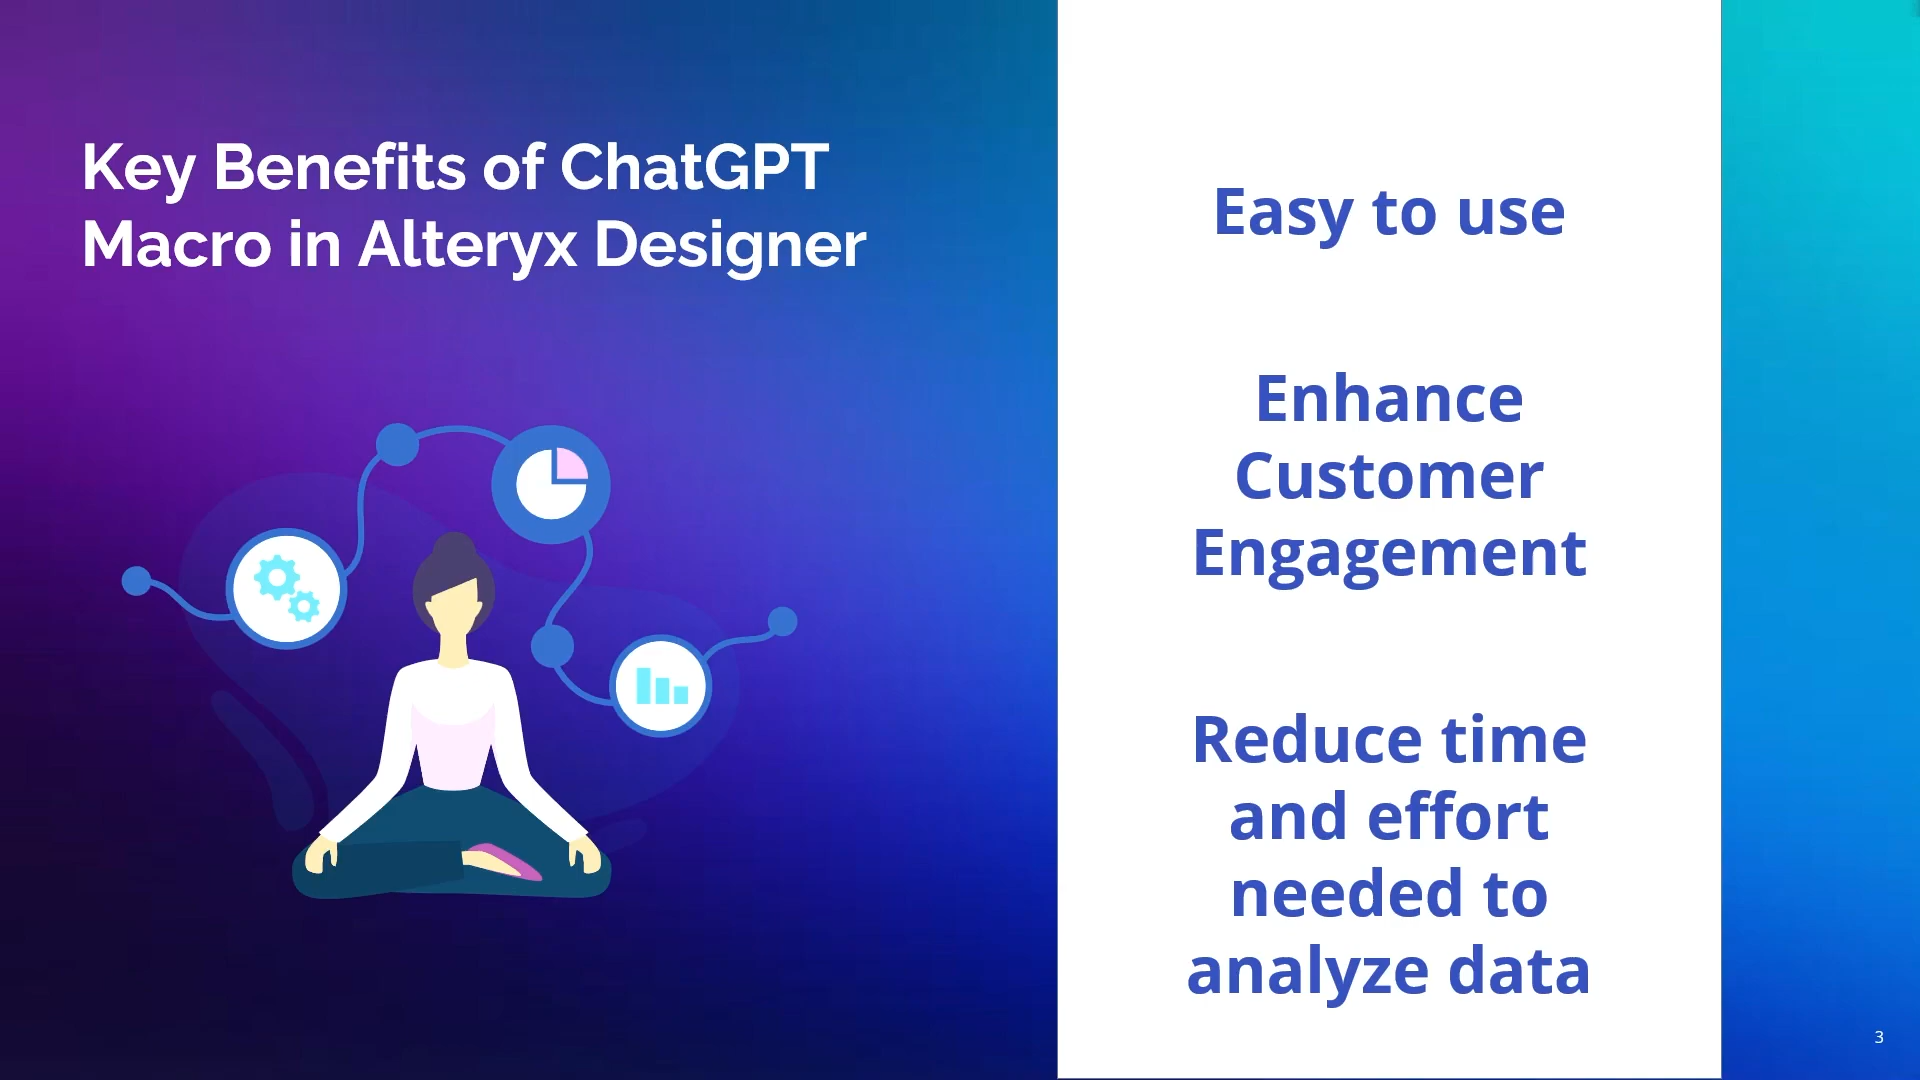 Key Benefits of ChatGPT
Macro in Alteryx Designer
Easy to use
Enhance
Customer
Engagement
Reduce time
and effort
needed to
analyze data
3